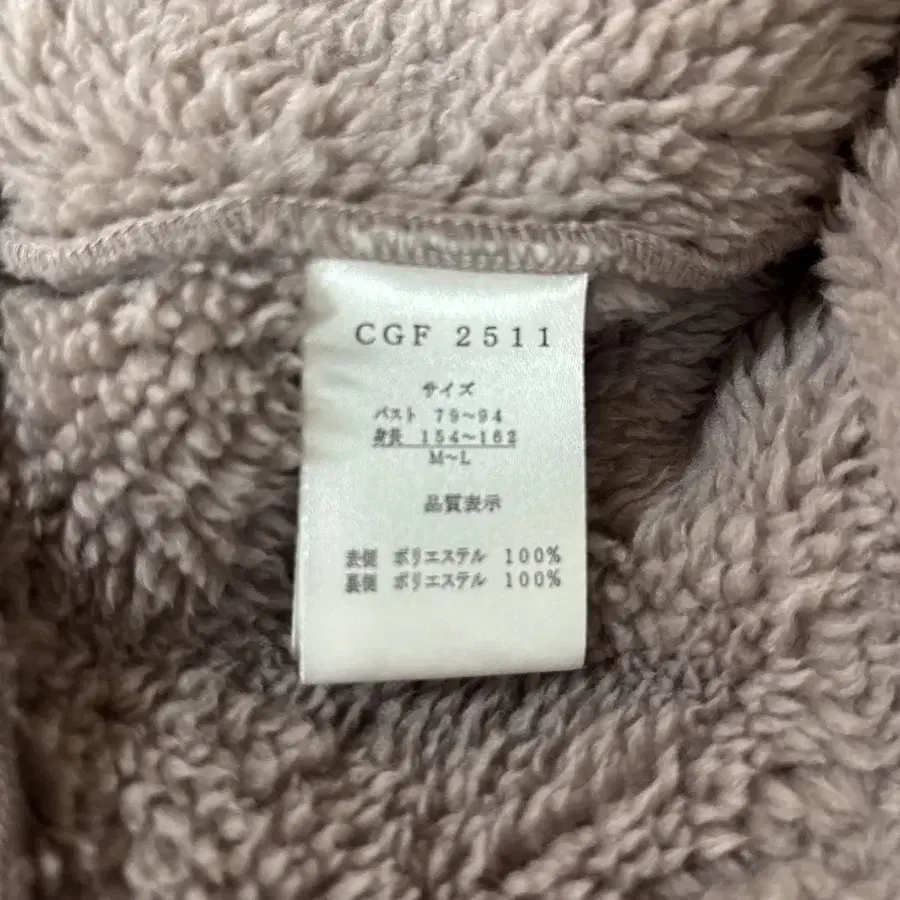 CGF 2511
サイズ
バスト 79～94
身長 154～162
M～L
品質表示
表側 ポリエステル 100%
裏側 ポリエステル 100%